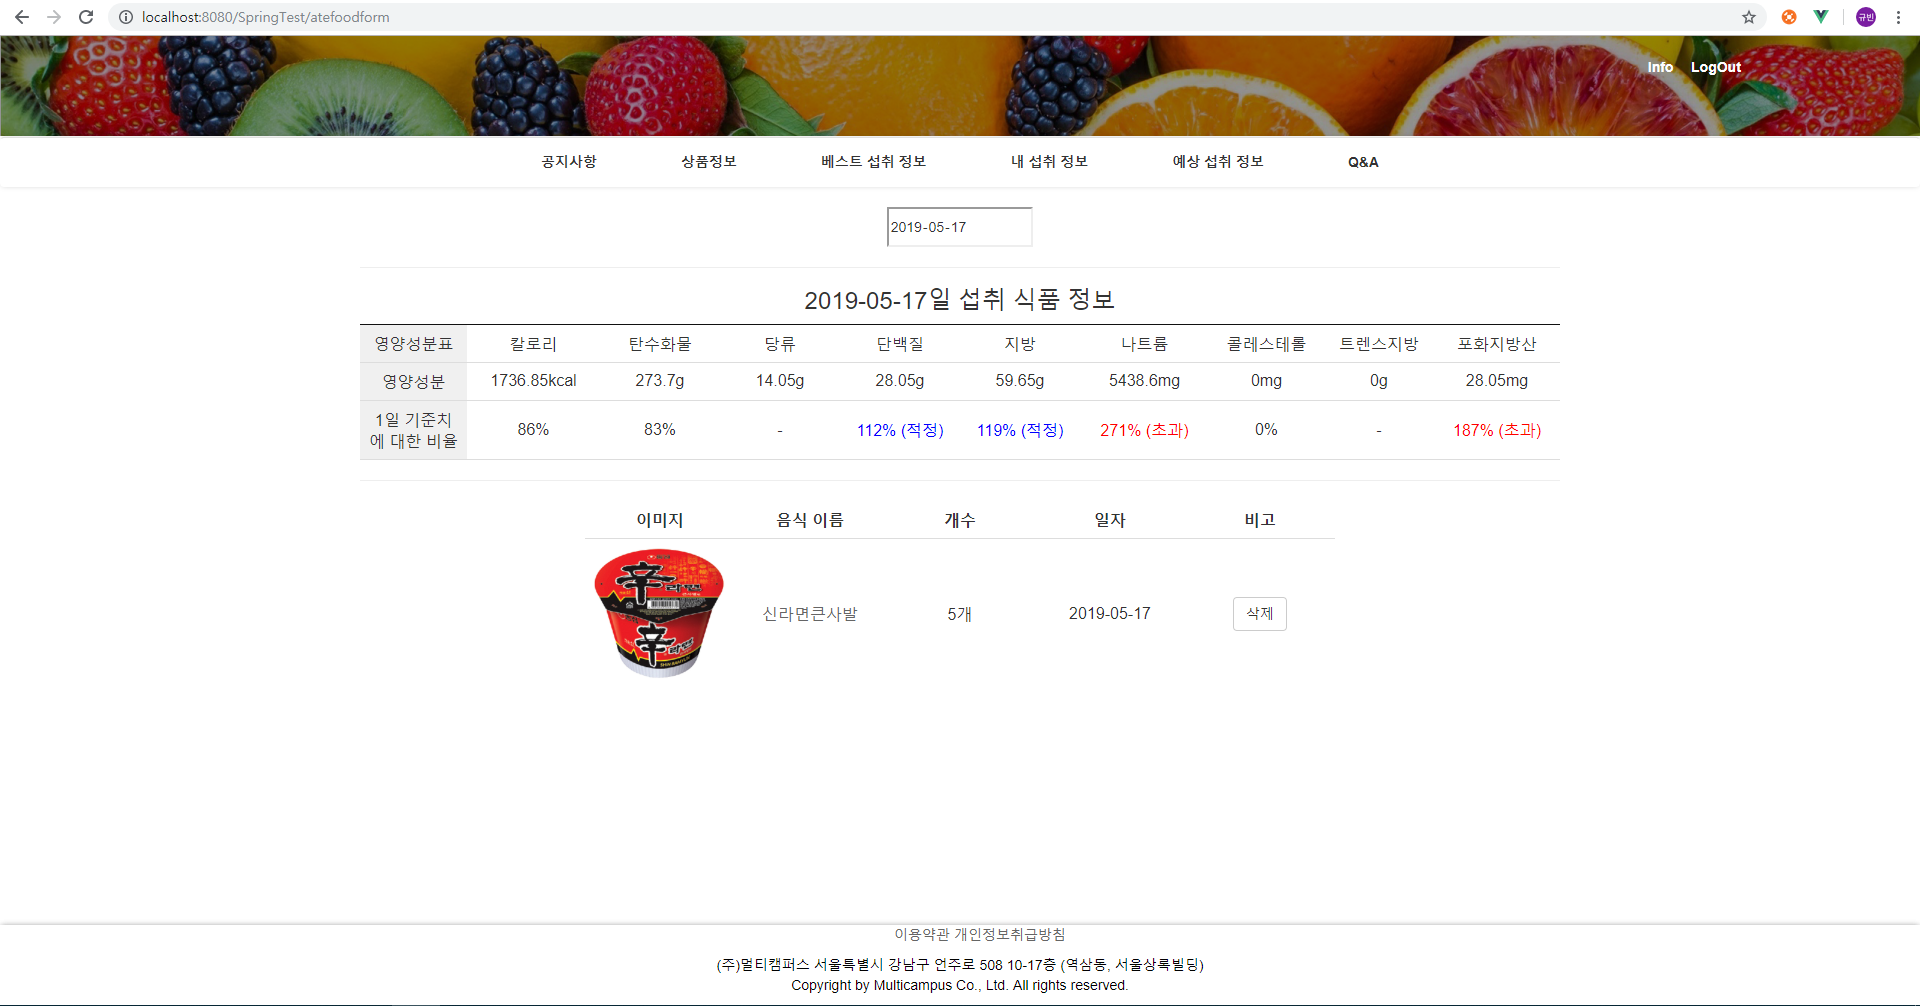 localhost:8080/SpringTest/atefoodform
규빈
Info LogOut
공지사항 상품정보 베스트 섭취 정보 내 섭취 정보 예상 섭취 정보 Q&A
2019-05-17
2019-05-17일 섭취 식품 정보
영양성분표 칼로리 탄수화물 당류 단백질 지방 나트륨 콜레스테롤 트렌스지방 포화지방산
영양성분 1736.85kcal 273.7g 14.05g 28.05g 59.65g 5438.6mg 0mg 0g 28.05mg
1일 기준치
에 대한 비율 86% 83% - 112% (적정) 119% (적정) 271% (초과) 0% - 187% (초과)
이미지 음식 이름 개수 일자 비고
辛라면
辛라면
신라면큰사발 5개 2019-05-17 삭제
이용약관 개인정보취급방침
(주)멀티캠퍼스 서울특별시 강남구 언주로 508 10-17층 (역삼동, 서울상록빌딩)
Copyright by Multicampus Co., Ltd. All rights reserved.